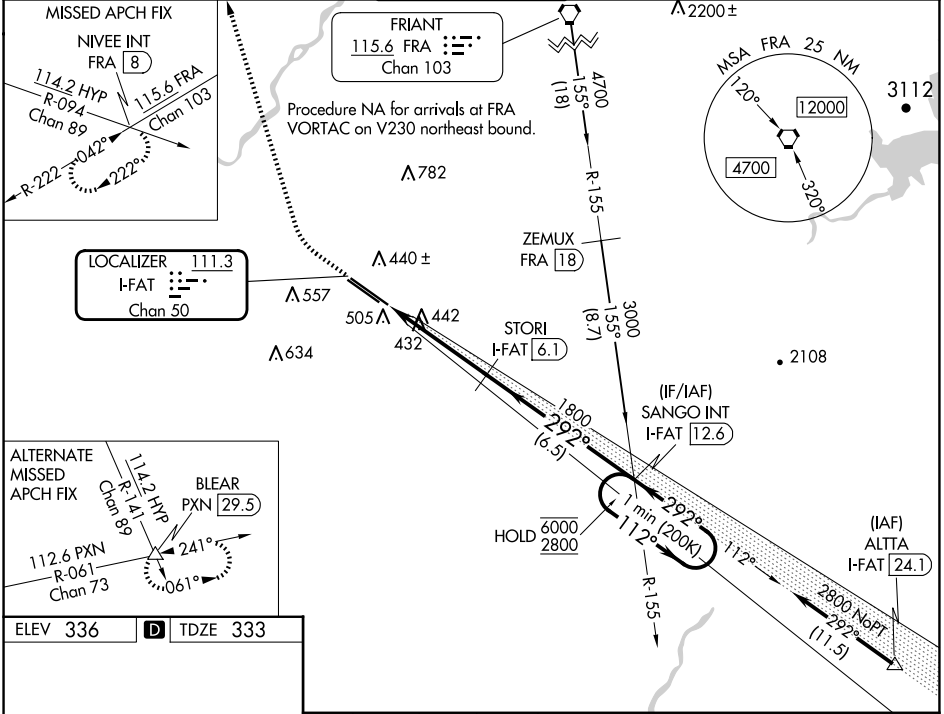 MISSED APCH FIX
NIVEE INT
FRA 8
114.2 HYP
R-094
Chan 89
115.6 FRA
Chan 103
R-222
042°
222°
FRIANT
115.6 FRA
Chan 103
Procedure NA for arrivals at FRA
VORTAC on V230 northeast bound.
4700
155°
(18)
R-155
2200 ±
MSA FRA 25 NM
120°
12000
4700
320°
3112
782
ZEMUX
FRA 18
3000
155°
(8.7)
LOCALIZER 111.3
I-FAT
Chan 50
440 ±
557
505
442
432
634
STORI
I-FAT 6.1
2108
(IF/IAF)
SANGO INT
I-FAT 12.6
1800
292°
(6.5)
ALTERNATE
MISSED
APCH FIX
114.2 HYP
R-141
Chan 89
BLEAR
PXN 29.5
112.6 PXN
R-061
Chan 73
241°
061°
HOLD 6000
2800
292°
1 min (200K)
112°
112°
R-155
(IAF)
ALTTA
I-FAT 24.1
2800 NoPT
292°
(11.5)
ELEV 336 D TDZE 333